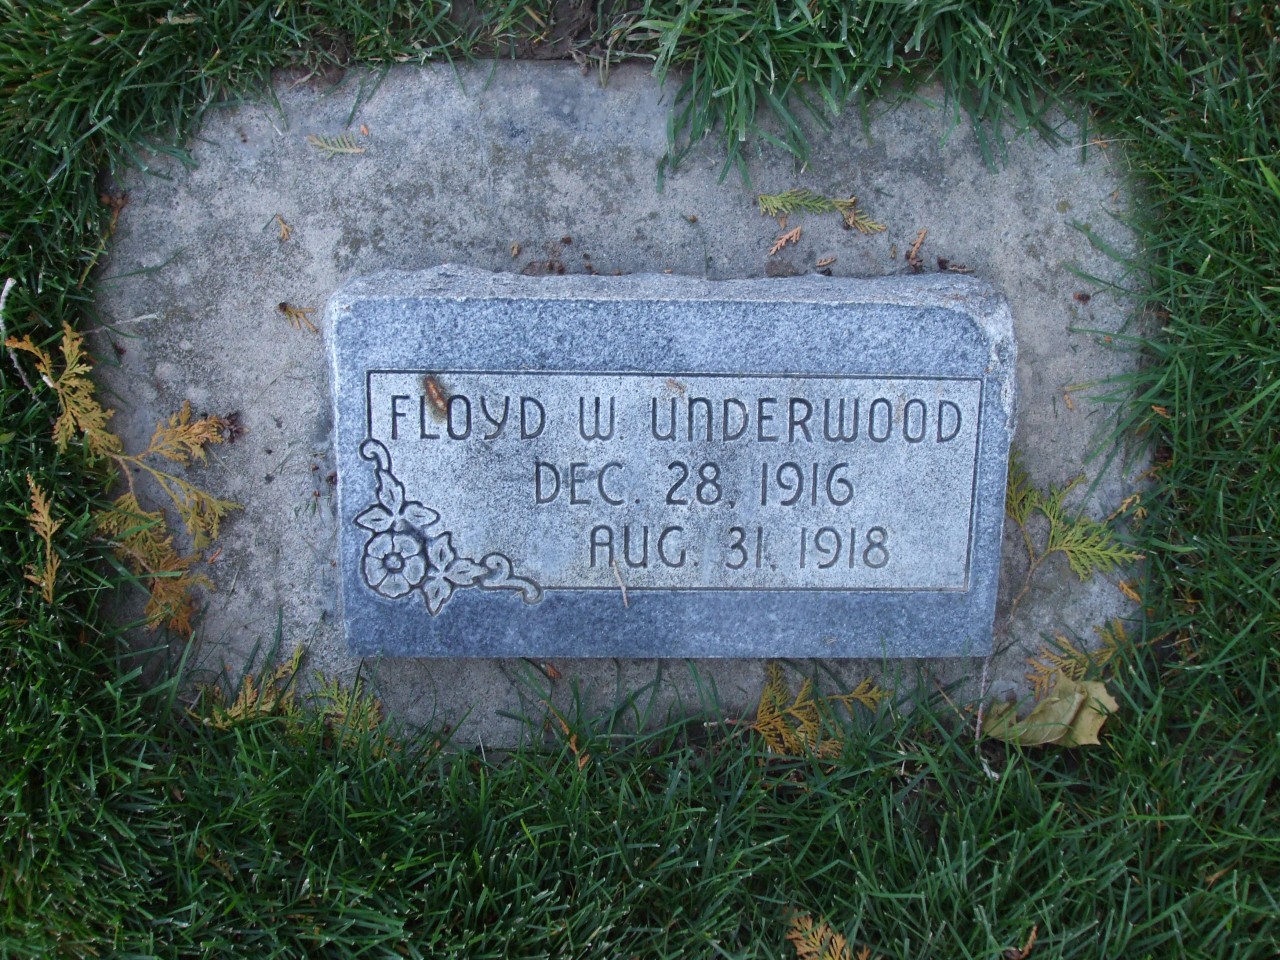 FLOYD W. UNDERWOOD
DEC. 28, 1916
AUG. 31, 1918